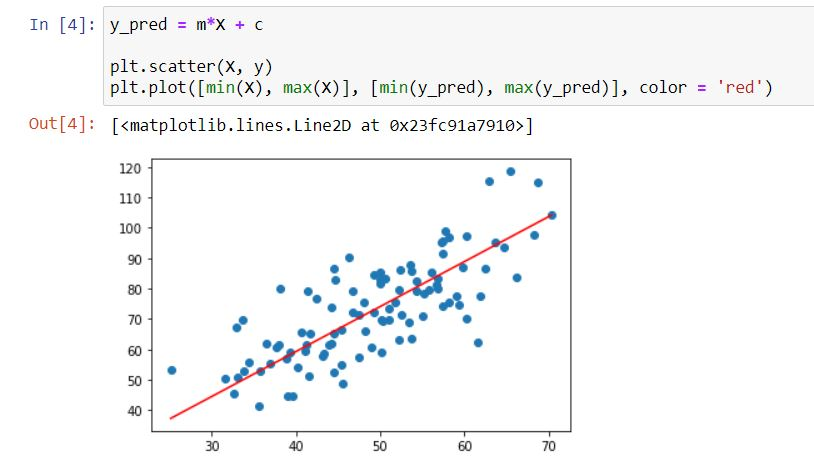 In [4]: y_pred = m*X + c
plt.scatter(X, y)
plt.plot([min(X), max(X)], [min(y_pred), max(y_pred)], color = 'red')
Out[4]: [<matplotlib.lines.Line2D at 0x23fc91a7910>]
120
110
100
90
80
70
60
50
40
30 40 50 60 70